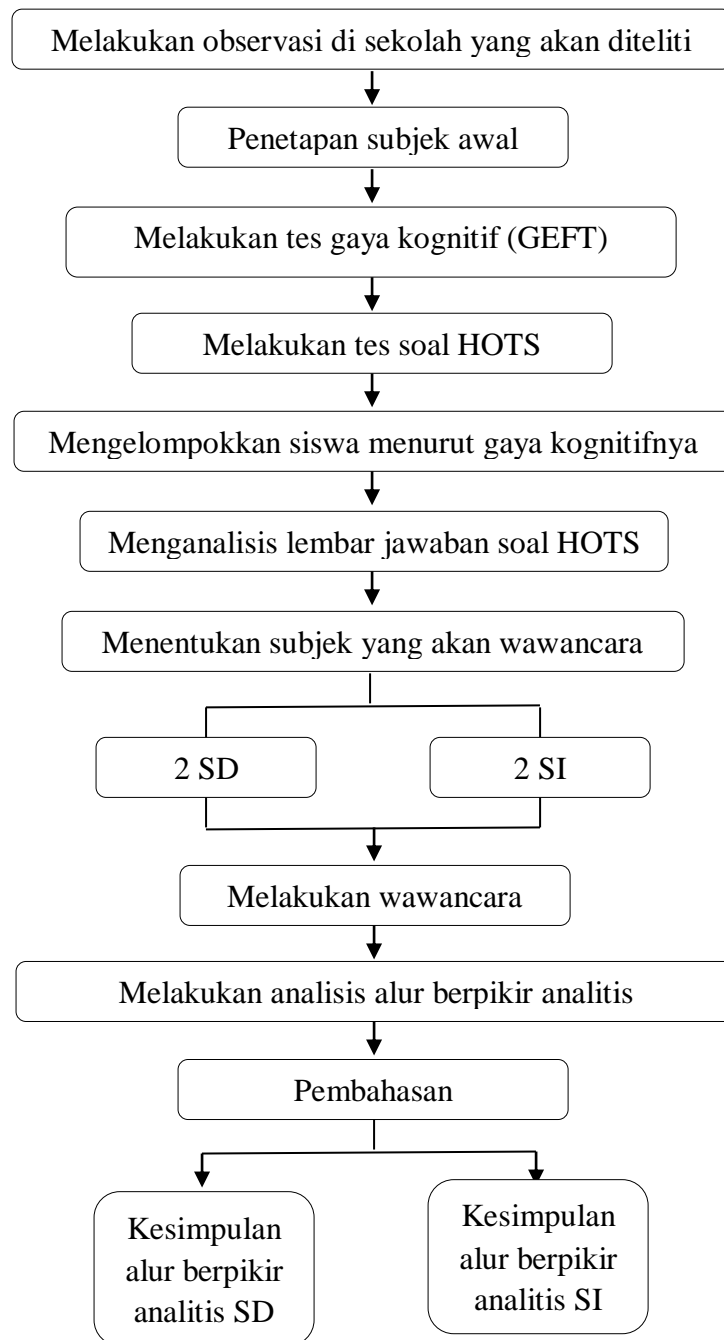 Melakukan observasi di sekolah yang akan diteliti
Penetapan subjek awal
Melakukan tes gaya kognitif (GEFT)
Melakukan tes soal HOTS
Mengelompokkan siswa menurut gaya kognitifnya
Menganalisis lembar jawaban soal HOTS
Menentukan subjek yang akan wawancara
2 SD
2 SI
Melakukan wawancara
Melakukan analisis alur berpikir analitis
Pembahasan
Kesimpulan
alur berpikir
analitis SD
Kesimpulan
alur berpikir
analitis SI